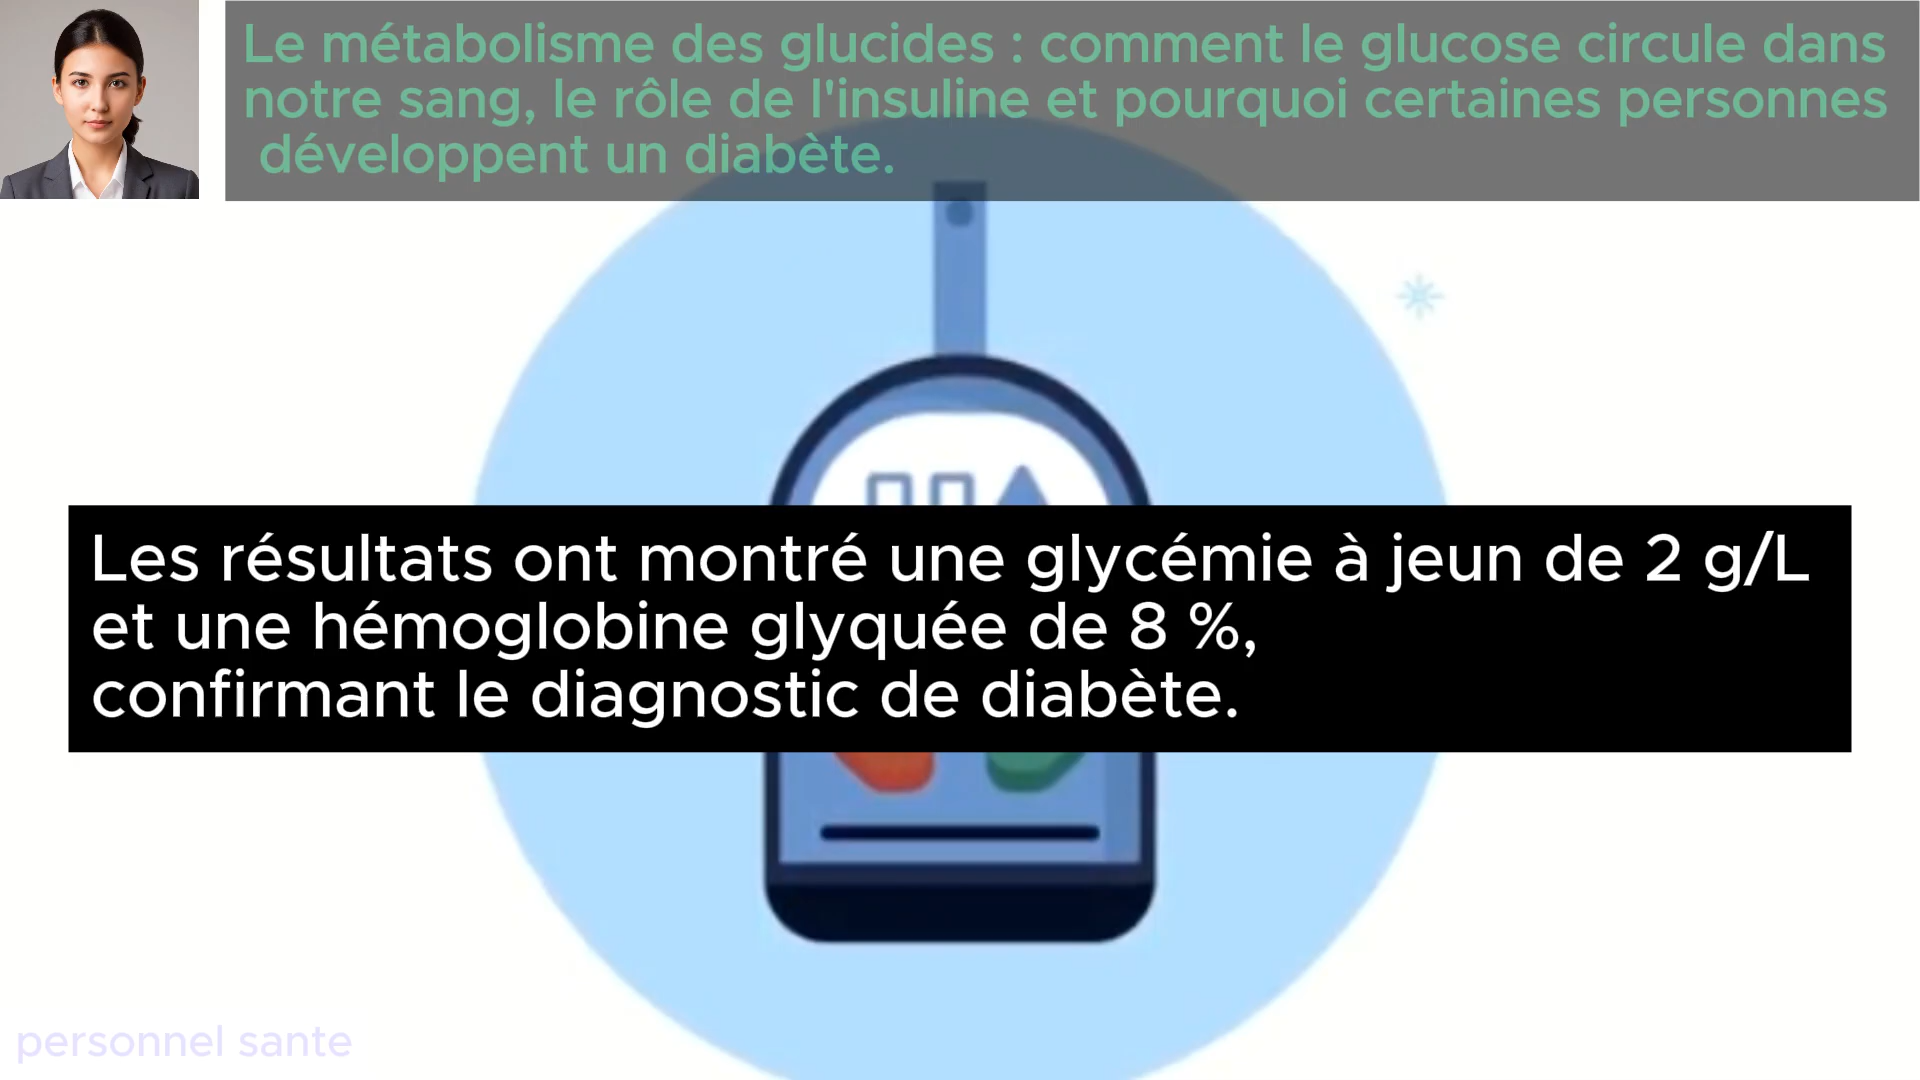 Le métabolisme des glucides : comment le glucose circule dans
notre sang, le rôle de l'insuline et pourquoi certaines personnes
développent un diabète.
Les résultats ont montré une glycémie à jeun de 2 g/L
et une hémoglobine glyquée de 8 %,
confirmant le diagnostic de diabète.
personnel sante